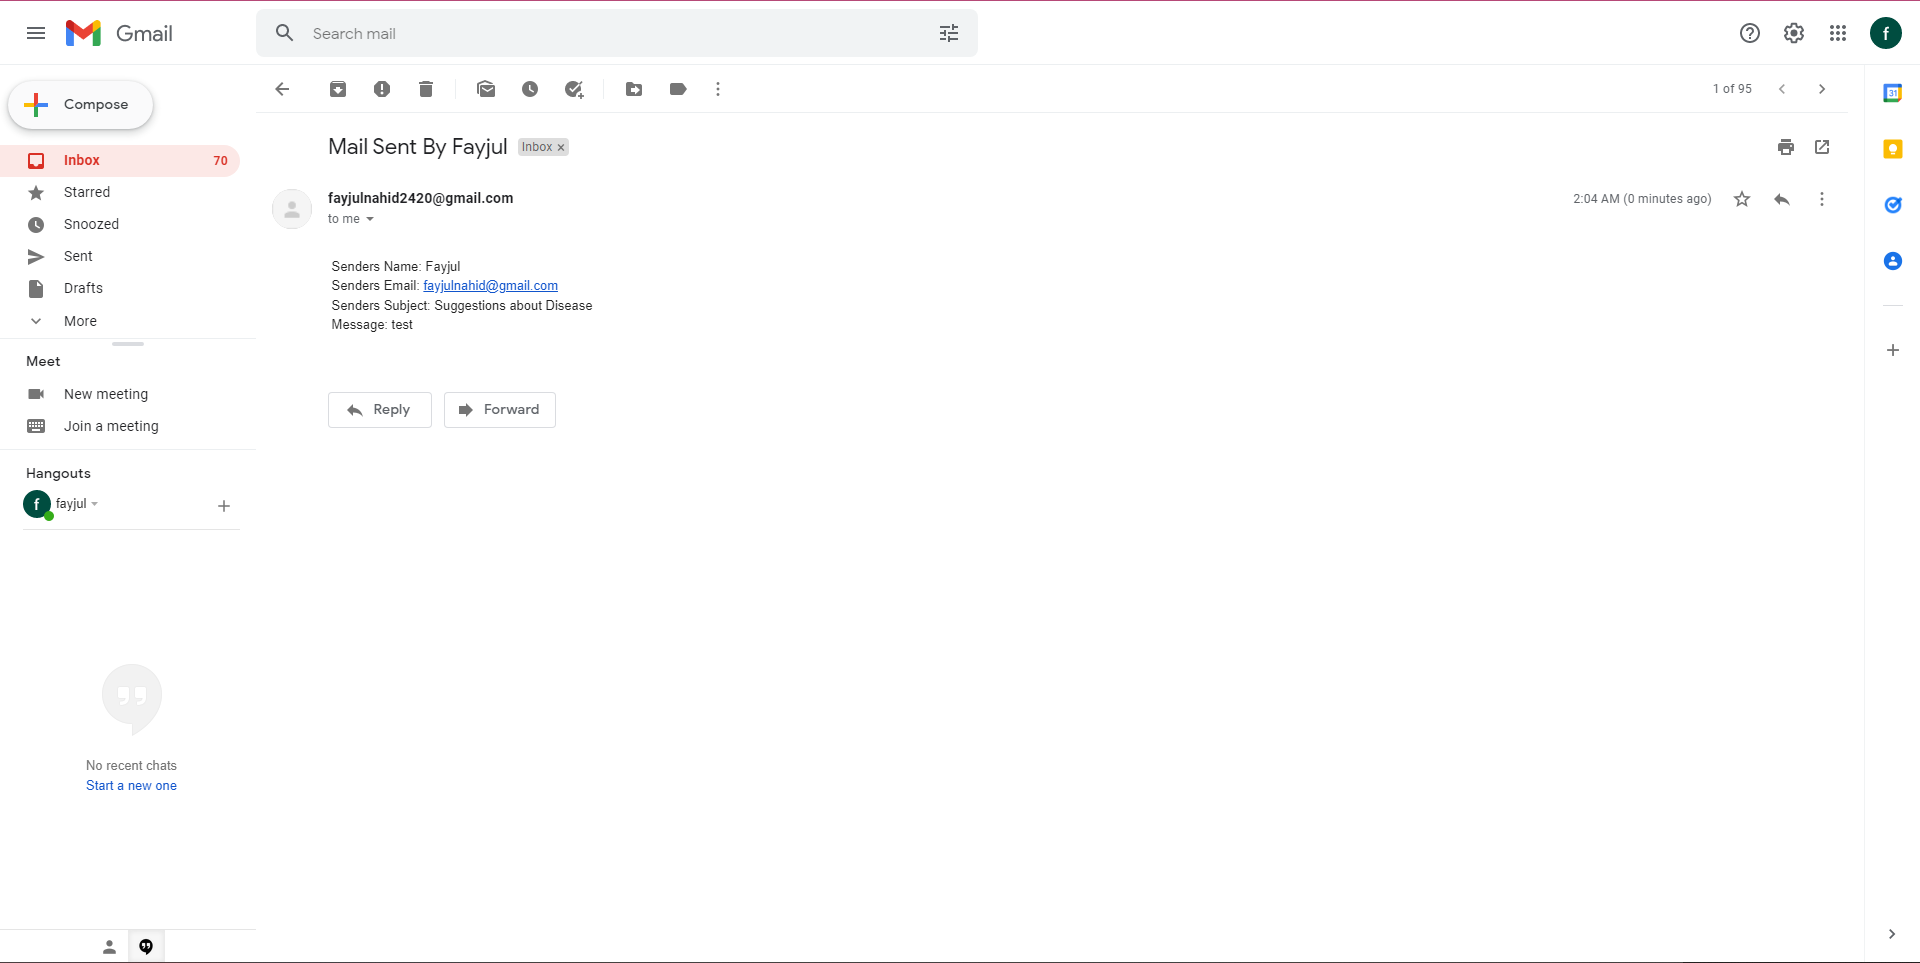 Gmail
Search mail
f
Compose
1 of 95
31
Mail Sent By Fayjul Inbox x
Inbox 70
Starred
fayjulnahid2420@gmail.com
2:04 AM (0 minutes ago)
to me
Snoozed
Sent
Drafts
More
Senders Name: Fayjul
Senders Email: fayjulnahid@gmail.com
Senders Subject: Suggestions about Disease
Message: test
Meet
New meeting
Join a meeting
Reply
Forward
Hangouts
f fayjul
No recent chats
Start a new one